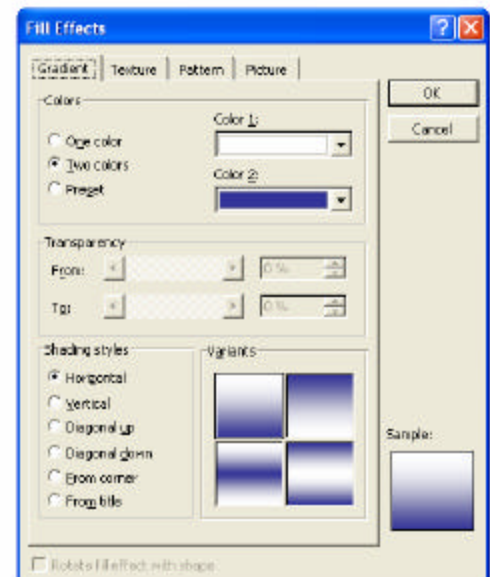 Fill Effects
Gradient Texture Pattern Picture
OK
Cancel
Colors
One color
Two colors
Preset
Color 1:
Color 2:
Transparency
From: 0 %
To: 0 %
Shading styles
Horizontal
Vertical
Diagonal up
Diagonal down
From corner
From title
Variants
Sample:
Rotate fill effect with shape